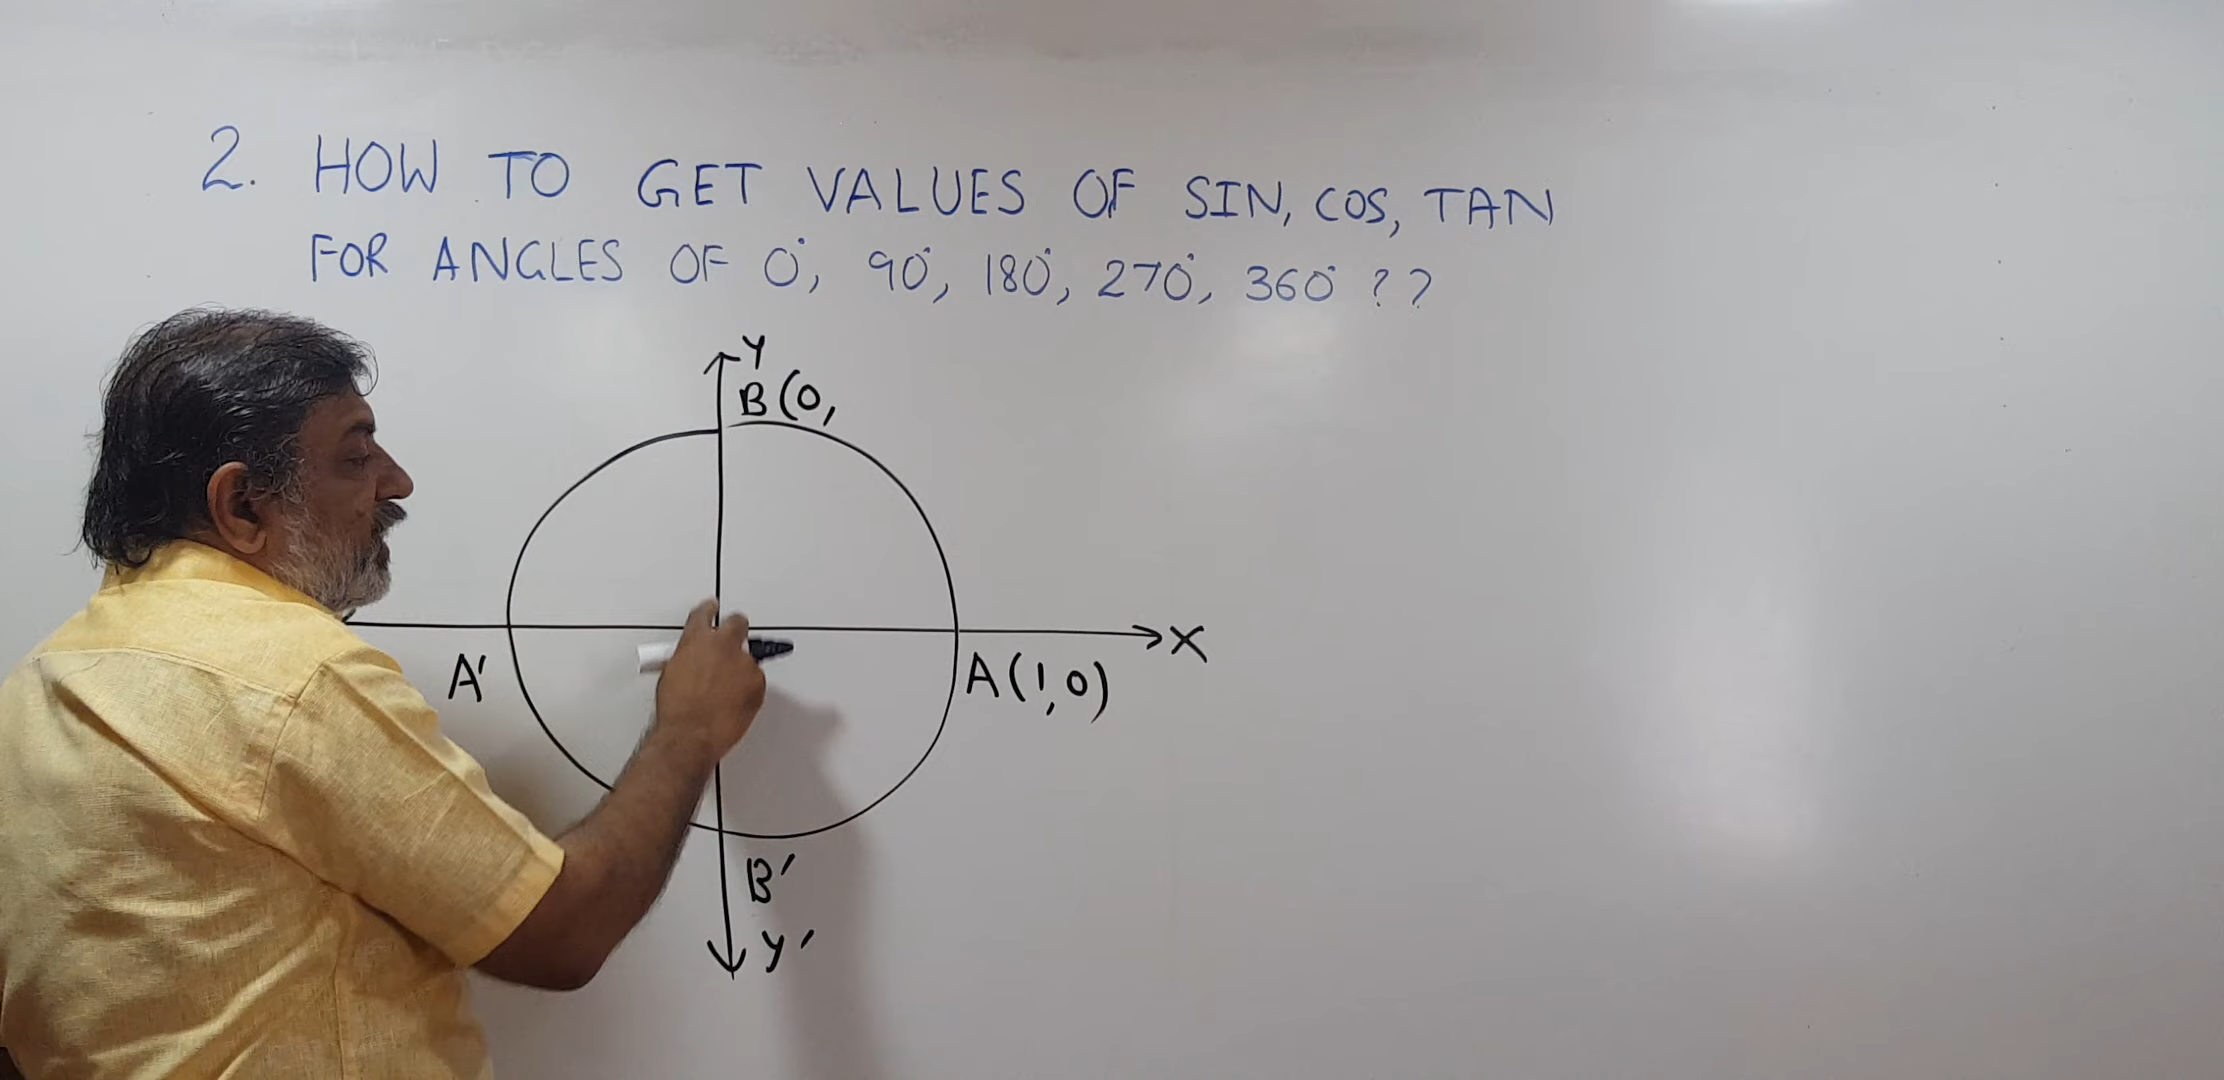 2. HOW TO GET VALUES OF SIN, COS, TAN
FOR ANGLES OF 0°, 90°, 180°, 270°, 360° ??
Y
B (0,
X
A'
A (1,0)
B'
Y'